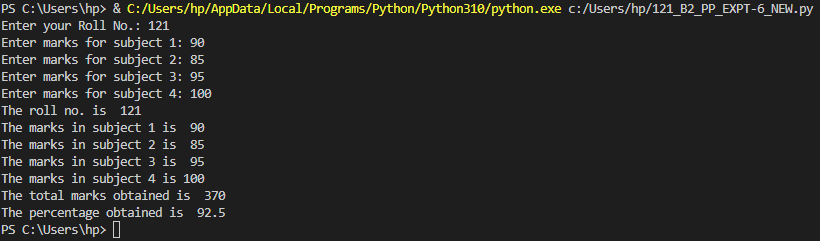 PS C:\Users\hp> & C:/Users/hp/AppData/Local/Programs/Python/Python310/python.exe c:/Users/hp/121_B2_PP_EXPT-6_NEW.py
Enter your Roll No.: 121
Enter marks for subject 1: 90
Enter marks for subject 2: 85
Enter marks for subject 3: 95
Enter marks for subject 4: 100
The roll no. is  121
The marks in subject 1 is  90
The marks in subject 2 is  85
The marks in subject 3 is  95
The marks in subject 4 is 100
The total marks obtained is  370
The percentage obtained is  92.5
PS C:\Users\hp>